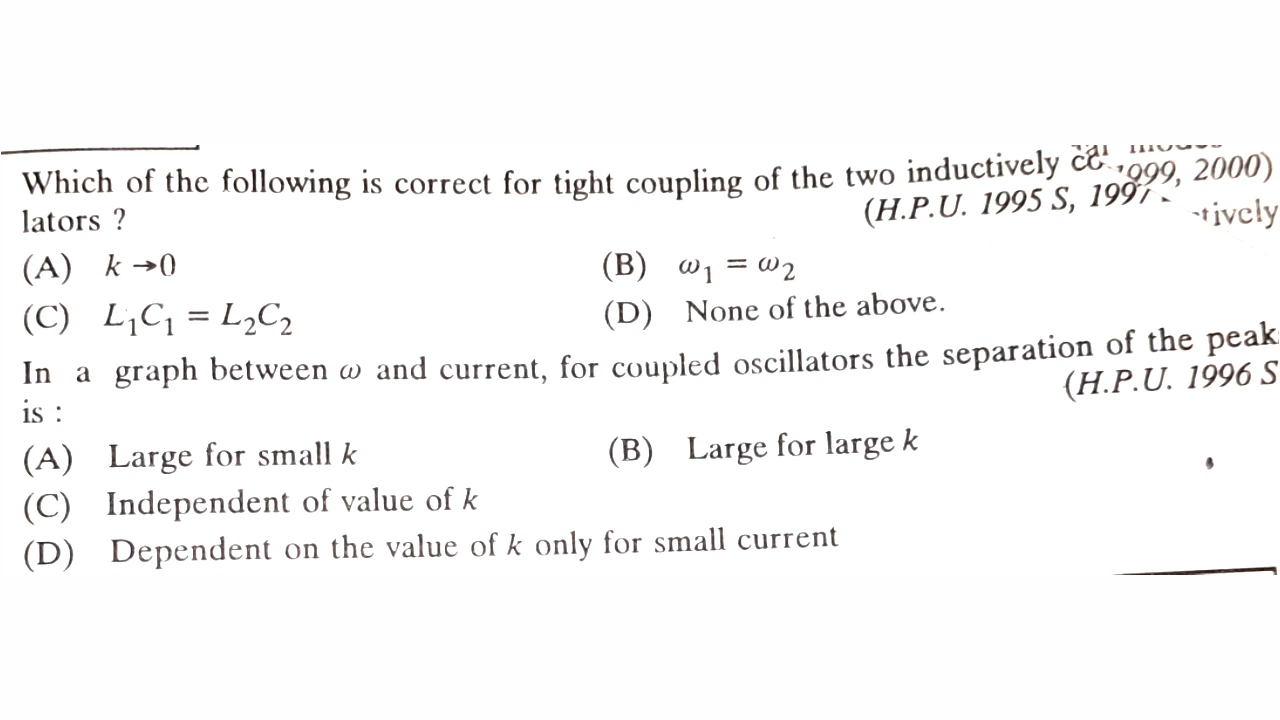 Which of the following is correct for tight coupling of the two inductively
lators ?
(H.P.U. 1995 S, 199 999, 2000)
tively
(A) k →0
(B) ω₁ = ω₂
(C) L₁C₁ = L₂C₂
(D) None of the above.
In a graph between ω and current, for coupled oscillators the separation of the peak
is :
(H.P.U. 1996 S
(A) Large for small k
(B) Large for large k
(C) Independent of value of k
(D) Dependent on the value of k only for small current